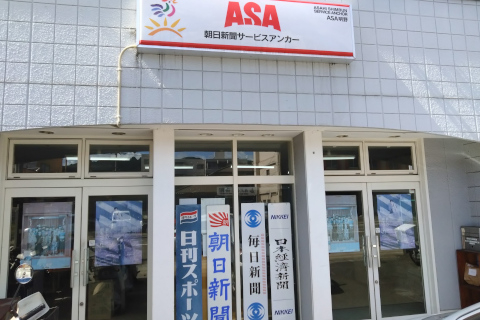 ASA
朝日新聞サービスアンカー
ASAHI SHIMBUN
SERVICE ANCHOR
日刊スポーツ
朝日新聞
毎日新聞
NIKKEI
日本経済新聞
NIKKEI